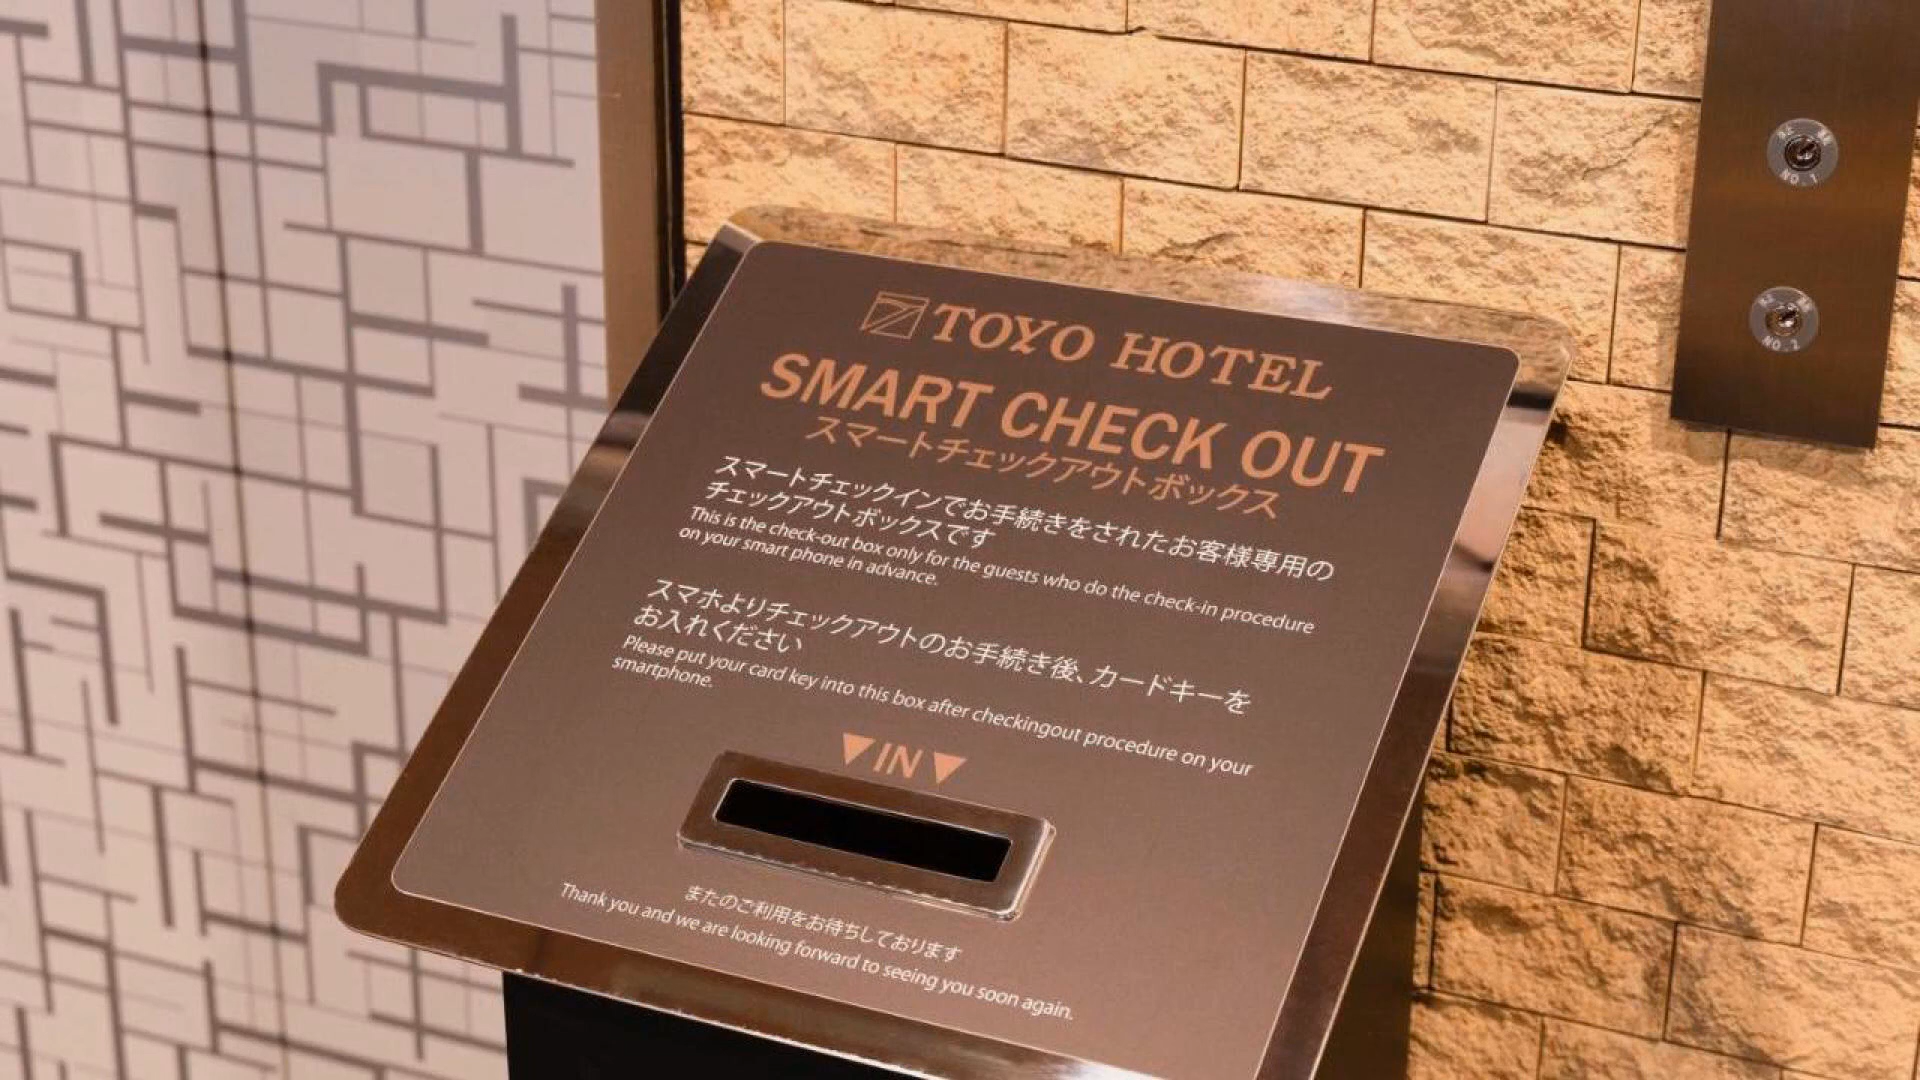 TOYO HOTEL
SMART CHECK OUT
スマートチェックアウトボックス
スマートチェックインでお手続きをされたお客様専用の
チェックアウトボックスです
This is the check-out box only for the guests who do the check-in procedure
on your smart phone in advance.
スマホよりチェックアウトのお手続き後、カードキーを
お入れください
Please put your card key into this box after checkingout procedure on your
smartphone.
▼IN▼
またのご利用をお待ちしております
Thank you and we are looking forward to seeing you soon again.
NO.1
NO.2